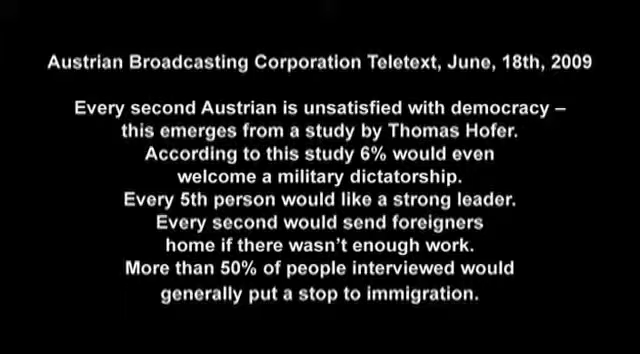 Austrian Broadcasting Corporation Teletext, June, 18th, 2009
Every second Austrian is unsatisfied with democracy –
this emerges from a study by Thomas Hofer.
According to this study 6% would even
welcome a military dictatorship.
Every 5th person would like a strong leader.
Every second would send foreigners
home if there wasn't enough work.
More than 50% of people interviewed would
generally put a stop to immigration.